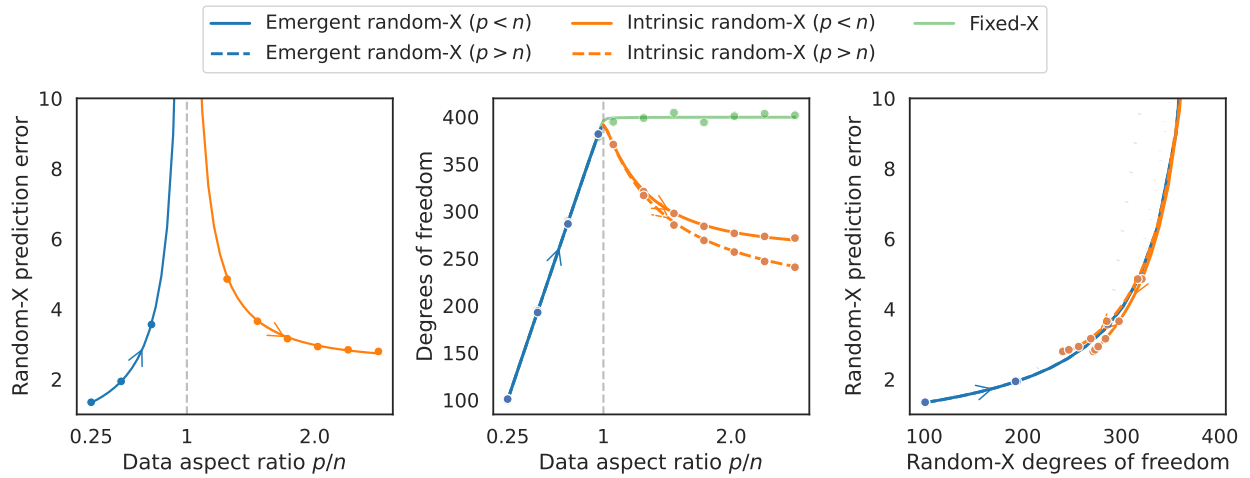 Emergent random-X (p < n)
Intrinsic random-X (p < n)
Fixed-X
Emergent random-X (p > n)
Intrinsic random-X (p > n)
Random-X prediction error
10
8
6
4
2
0.25
1
2.0
Data aspect ratio p/n
Degrees of freedom
400
350
300
250
200
150
100
0.25
1
2.0
Data aspect ratio p/n
Random-X prediction error
10
8
6
4
2
100
200
300
400
Random-X degrees of freedom